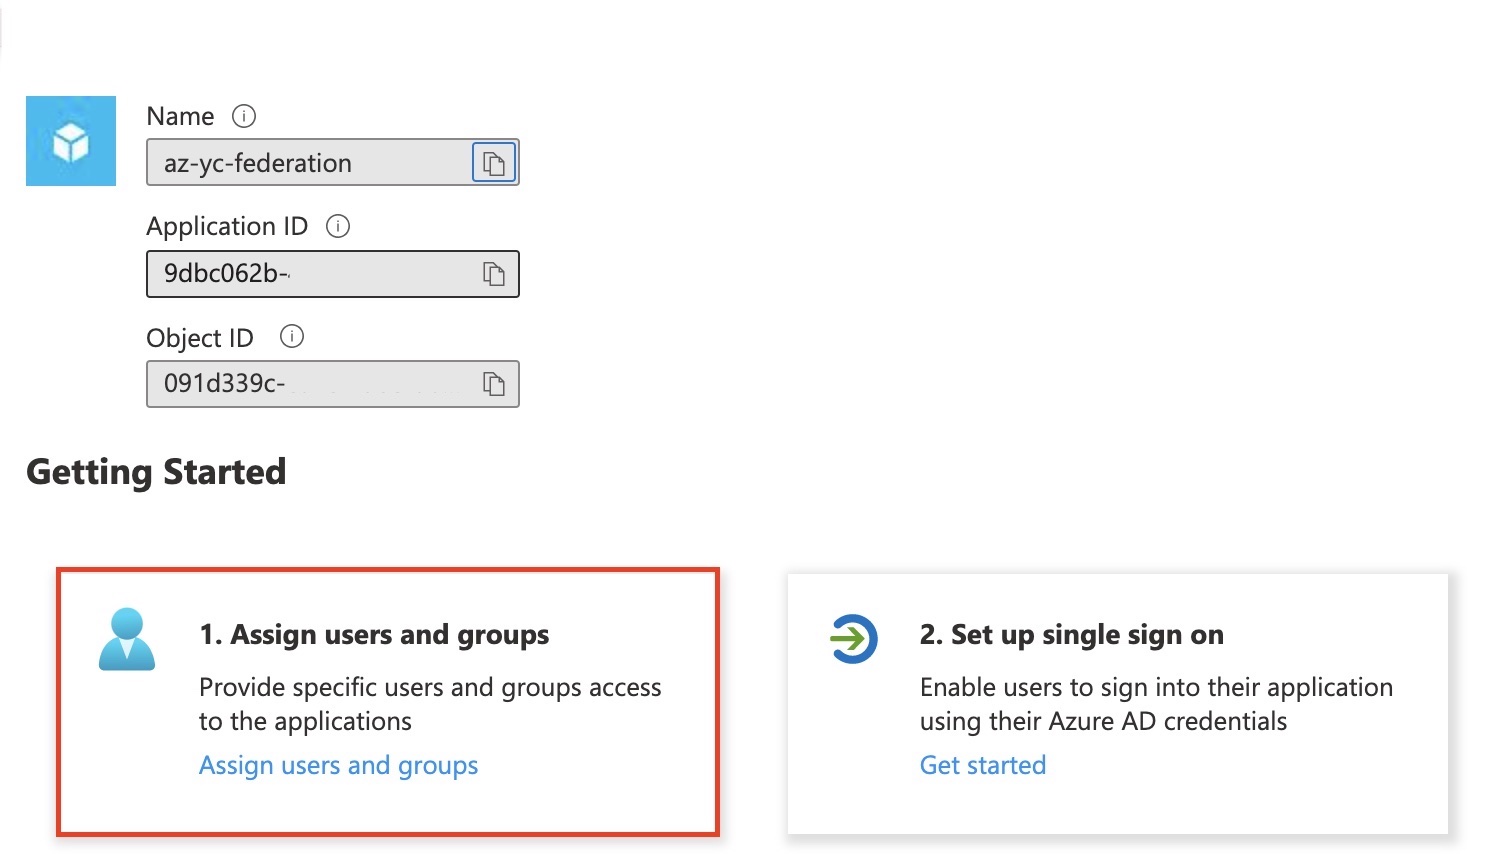 Name
az-yc-federation
Application ID
9dbc062b-
Object ID
091d339c-
Getting Started
1. Assign users and groups
Provide specific users and groups access
to the applications
Assign users and groups
2. Set up single sign on
Enable users to sign into their application
using their Azure AD credentials
Get started